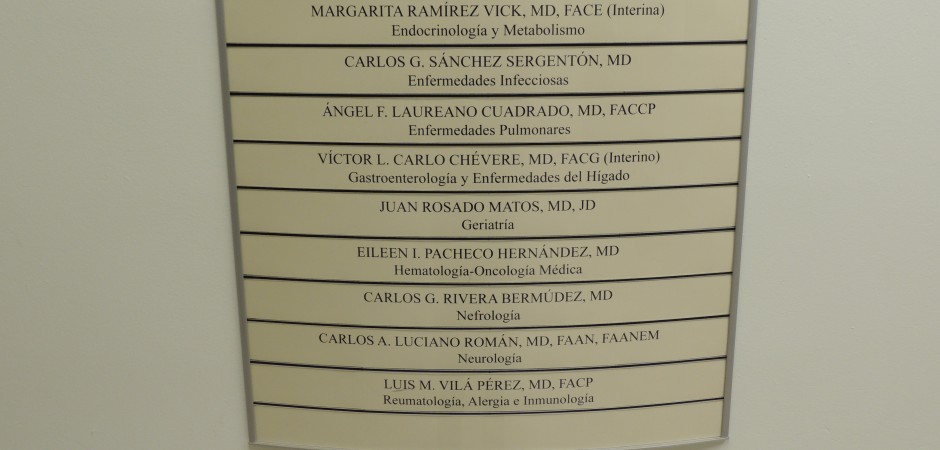 MARGARITA RAMÍREZ VICK, MD, FACE (Interina)
Endocrinología y Metabolismo
CARLOS G. SÁNCHEZ SERGENTÓN, MD
Enfermedades Infecciosas
ÁNGEL F. LAUREANO CUADRADO, MD, FACCP
Enfermedades Pulmonares
VÍCTOR L. CARLO CHÉVERE, MD, FACG (Interino)
Gastroenterología y Enfermedades del Hígado
JUAN ROSADO MATOS, MD, JD
Geriatría
EILEEN I. PACHECO HERNÁNDEZ, MD
Hematología-Oncología Médica
CARLOS G. RIVERA BERMÚDEZ, MD
Nefrología
CARLOS A. LUCIANO ROMÁN, MD, FAAN, FAANEM
Neurología
LUIS M. VILÁ PÉREZ, MD, FACP
Reumatología, Alergia e Inmunología